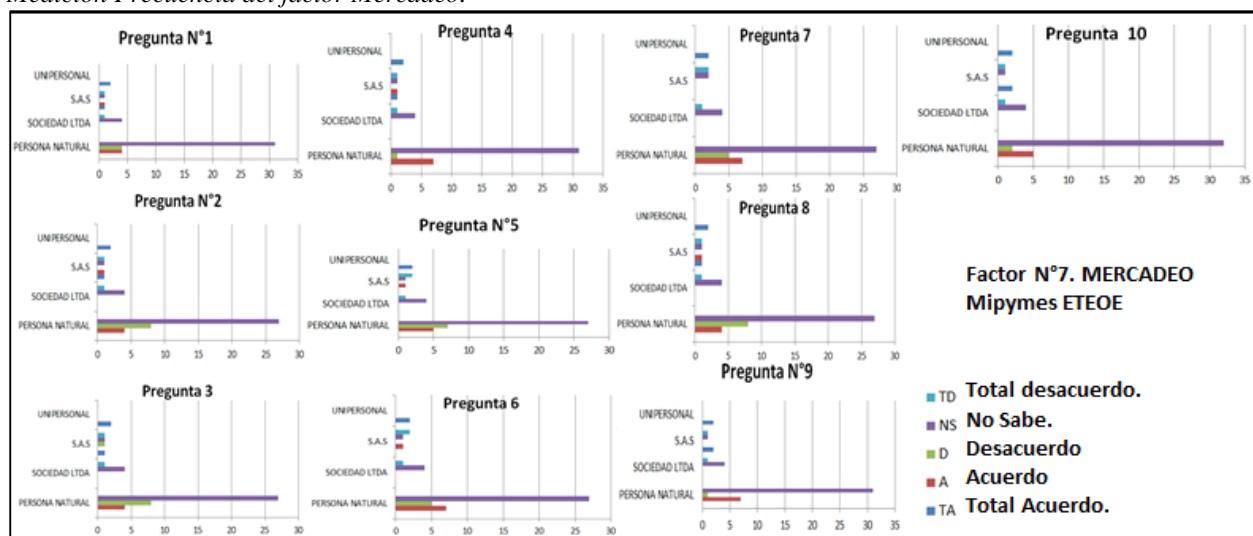 Medición Frecuencia del factor Mercadeo.
Pregunta N°1
UNIPERSONAL
S.A.S
SOCIEDAD LTDA
PERSONA NATURAL
0 5 10 15 20 25 30 35
Pregunta 4
UNIPERSONAL
S.A.S
SOCIEDAD LTDA
PERSONA NATURAL
0 5 10 15 20 25 30 35
Pregunta 7
UNIPERSONAL
S.A.S
SOCIEDAD LTDA
PERSONA NATURAL
0 5 10 15 20 25 30
Pregunta 10
UNIPERSONAL
S.A.S
SOCIEDAD LTDA
PERSONA NATURAL
0 5 10 15 20 25 30 35
Pregunta N°2
UNIPERSONAL
S.A.S
SOCIEDAD LTDA
PERSONA NATURAL
0 5 10 15 20 25 30
Pregunta N°5
UNIPERSONAL
S.A.S
SOCIEDAD LTDA
PERSONA NATURAL
0 5 10 15 20 25 30
Pregunta 8
UNIPERSONAL
S.A.S
SOCIEDAD LTDA
PERSONA NATURAL
0 5 10 15 20 25 30
Factor N°7. MERCADEO
Mipymes ETEOE
Pregunta 3
UNIPERSONAL
S.A.S
SOCIEDAD LTDA
PERSONA NATURAL
0 5 10 15 20 25 30
Pregunta 6
UNIPERSONAL
S.A.S
SOCIEDAD LTDA
PERSONA NATURAL
0 5 10 15 20 25 30
Pregunta N°9
UNIPERSONAL
S.A.S
SOCIEDAD LTDA
PERSONA NATURAL
0 5 10 15 20 25 30 35
TD Total desacuerdo.
NS No Sabe.
D Desacuerdo
A Acuerdo
TA Total Acuerdo.